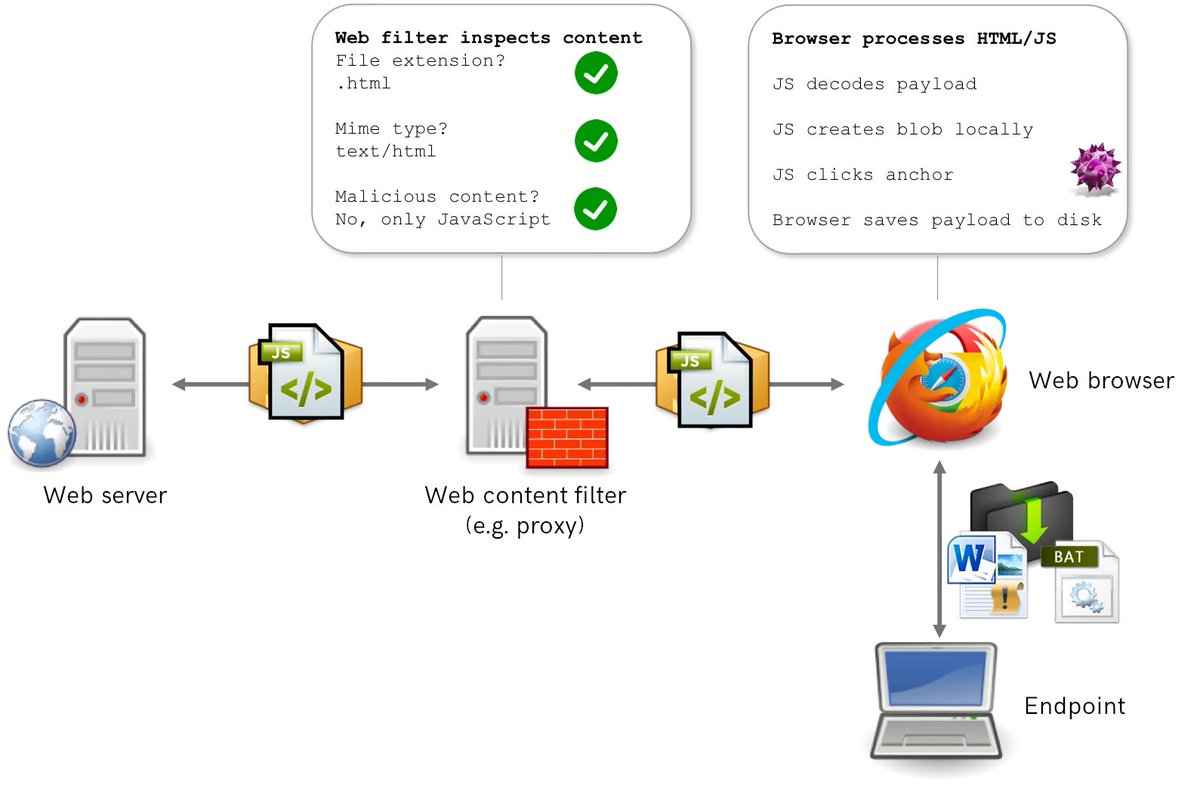 Web filter inspects content
File extension?
.html
Mime type?
text/html
Malicious content?
No, only JavaScript
Browser processes HTML/JS
JS decodes payload
JS creates blob locally
JS clicks anchor
Browser saves payload to disk
JS
</>
JS
</>
Web browser
Web server
Web content filter
(e.g. proxy)
W
BAT
!
Endpoint